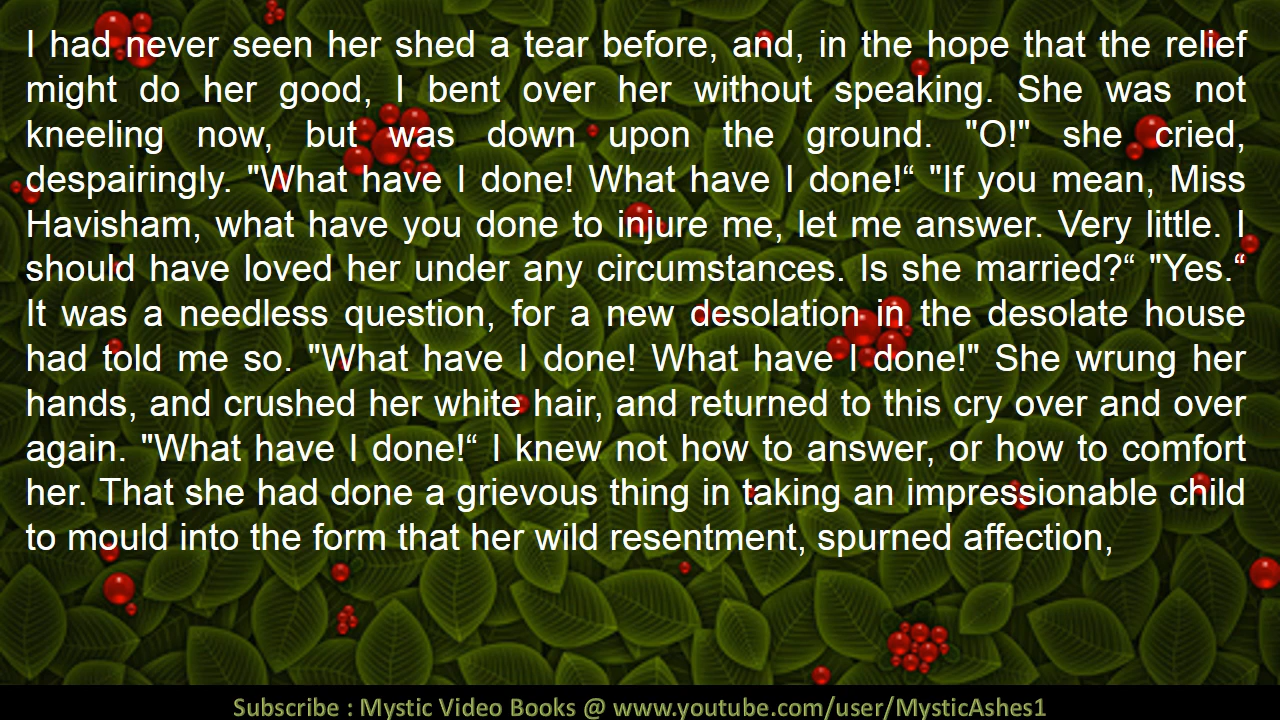 I had never seen her shed a tear before, and, in the hope that the relief
might do her good, I bent over her without speaking. She was not
kneeling now, but was down upon the ground. "O!" she cried,
despairingly. "What have I done! What have I done!“ "If you mean, Miss
Havisham, what have you done to injure me, let me answer. Very little. I
should have loved her under any circumstances. Is she married?“ "Yes.“
It was a needless question, for a new desolation in the desolate house
had told me so. "What have I done! What have I done!" She wrung her
hands, and crushed her white hair, and returned to this cry over and over
again. "What have I done!“ I knew not how to answer, or how to comfort
her. That she had done a grievous thing in taking an impressionable child
to mould into the form that her wild resentment, spurned affection,
Subscribe : Mystic Video Books @ www.youtube.com/user/MysticAshes1